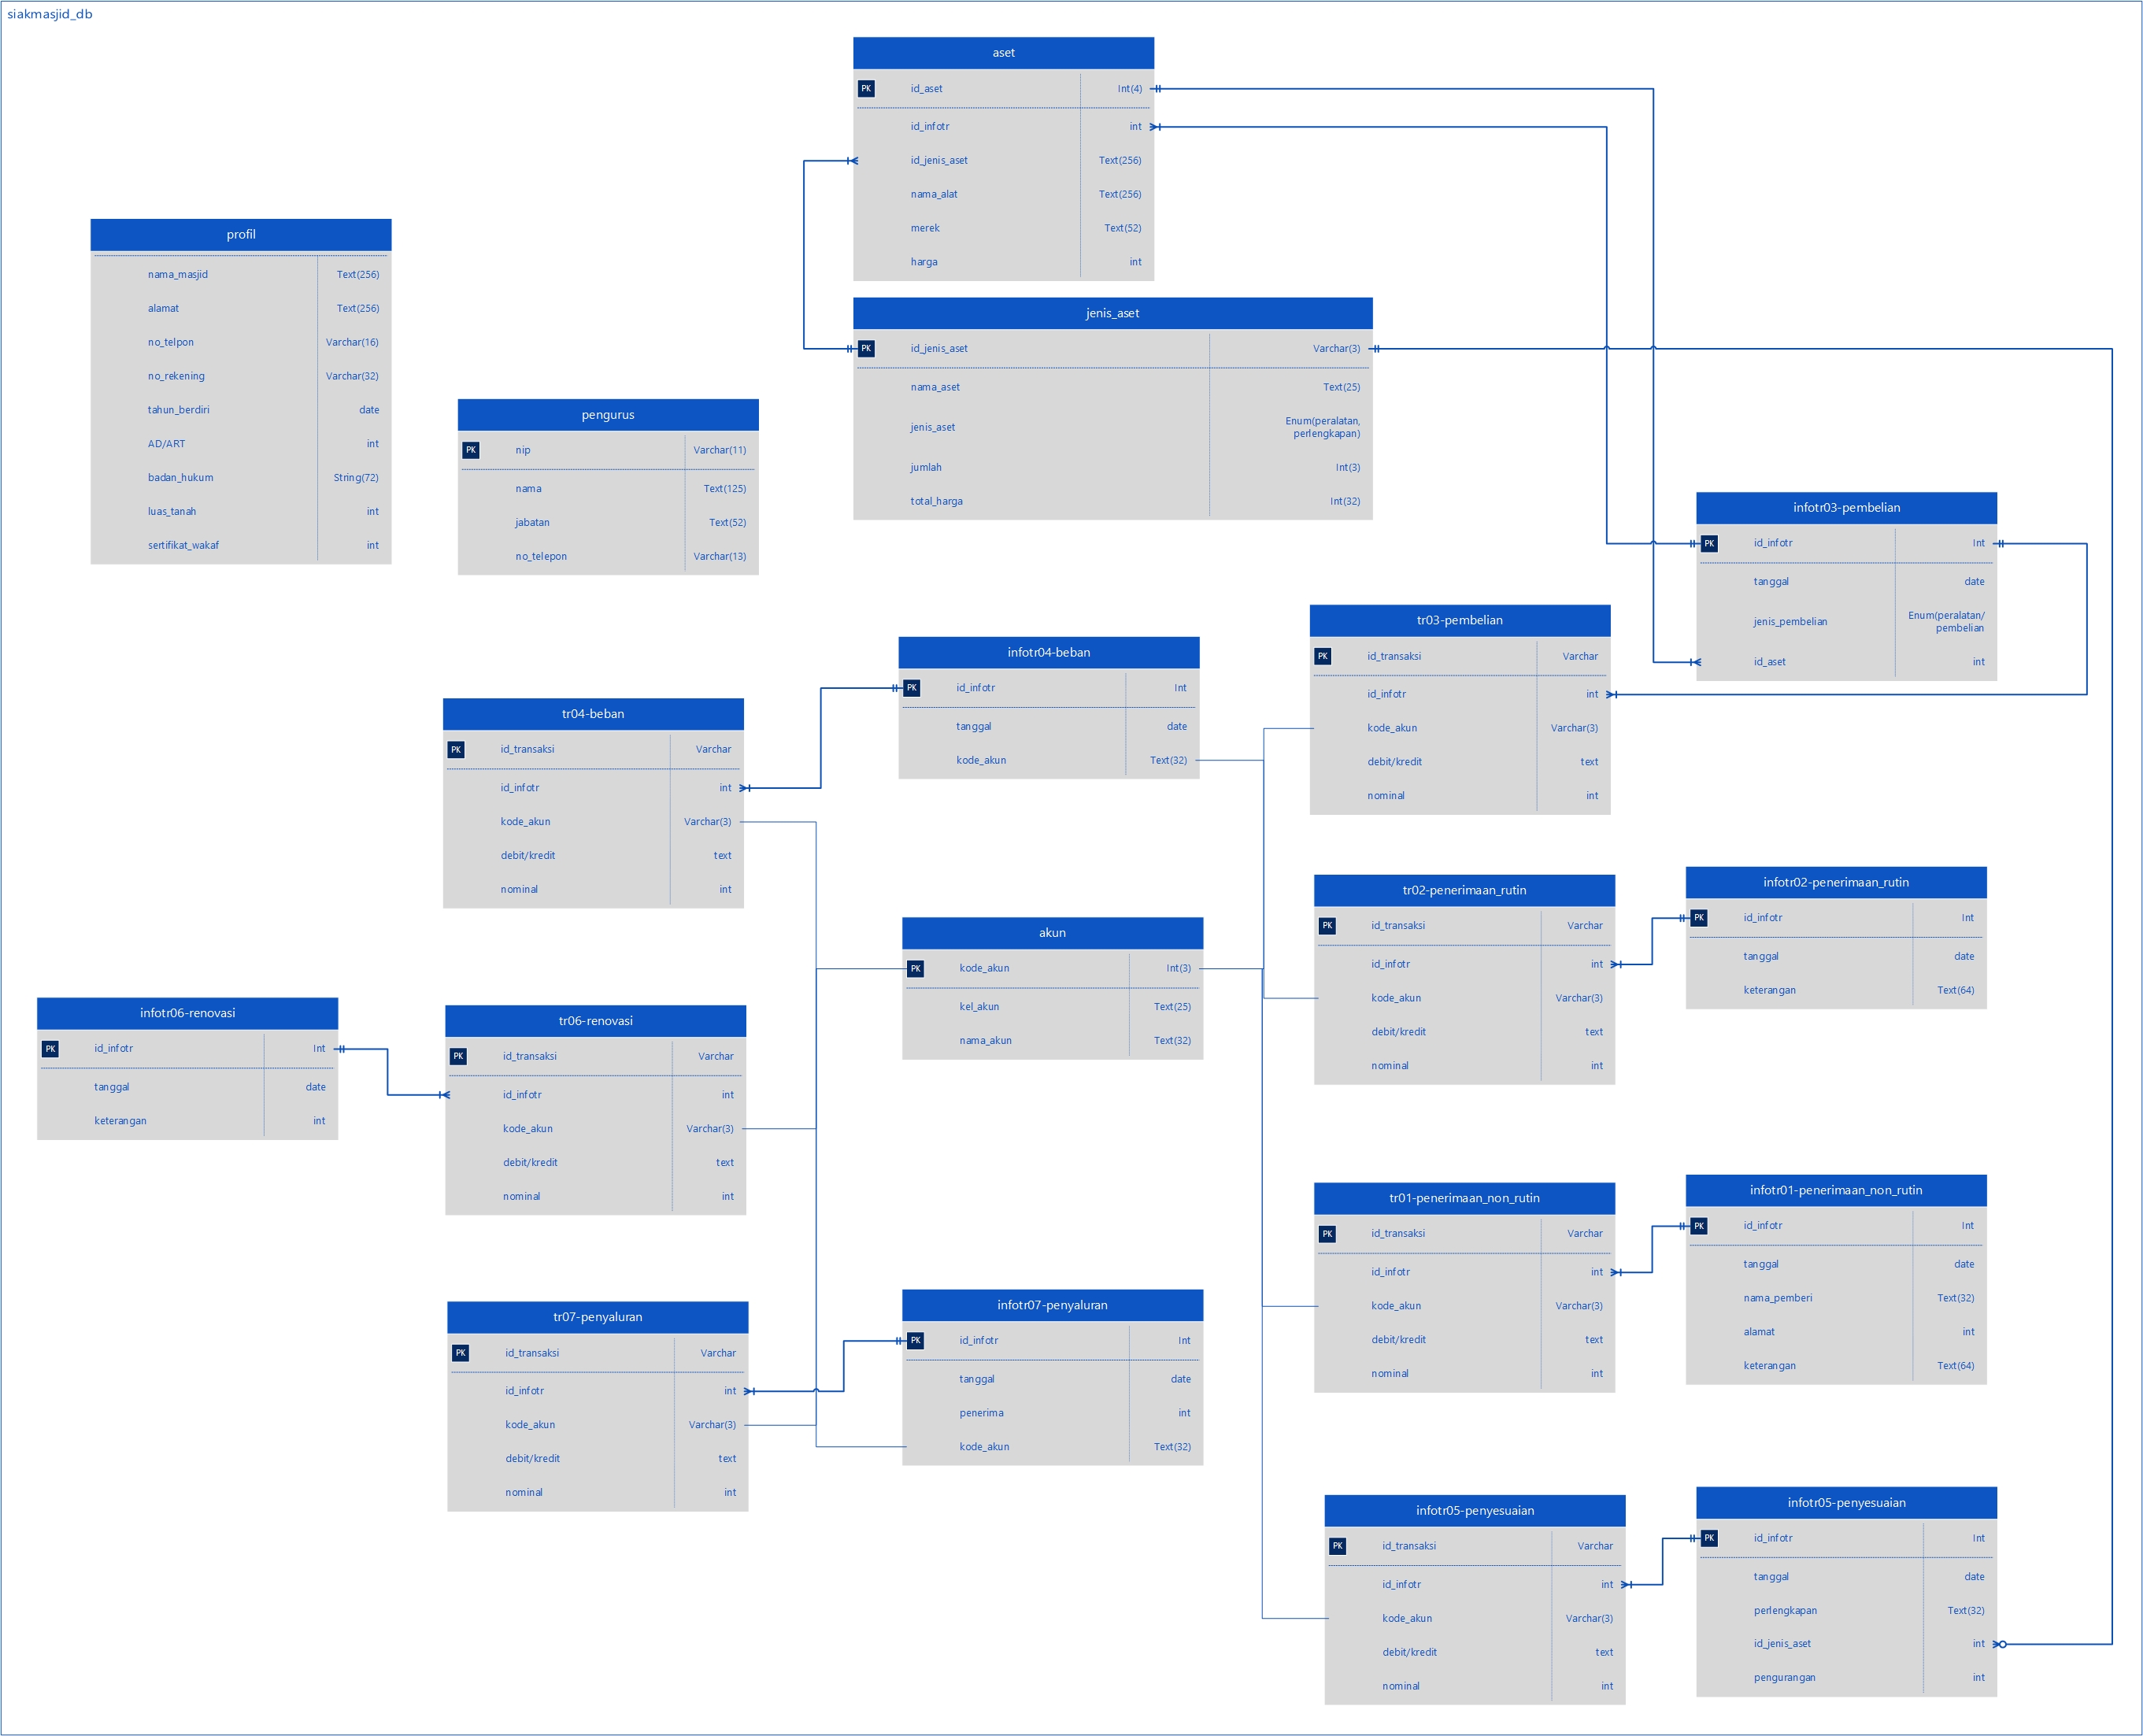 siakmasjid_db
aset
PK id_aset Int(4)
id_infotr int
id_jenis_aset Text(256)
nama_alat Text(256)
merek Text(52)
harga int
profil
nama_masjid Text(256)
alamat Text(256)
no_telpon Varchar(16)
no_rekening Varchar(32)
tahun_berdiri date
AD/ART int
badan_hukum String(72)
luas_tanah int
sertifikat_wakaf int
jenis_aset
PK id_jenis_aset Varchar(3)
nama_aset Text(25)
jenis_aset Enum(peralatan,
perlengkapan)
jumlah Int(3)
total_harga Int(32)
pengurus
PK nip Varchar(11)
nama Text(125)
jabatan Text(52)
no_telepon Varchar(13)
infotr03-pembelian
PK id_infotr Int
tanggal date
jenis_pembelian Enum(peralatan/
pembelian
id_aset int
tr03-pembelian
PK id_transaksi Varchar
id_infotr int
kode_akun Varchar(3)
debit/kredit text
nominal int
infotr04-beban
PK id_infotr Int
tanggal date
kode_akun Text(32)
tr04-beban
PK id_transaksi Varchar
id_infotr int
kode_akun Varchar(3)
debit/kredit text
nominal int
infotr02-penerimaan_rutin
PK id_infotr Int
tanggal date
keterangan Text(64)
tr02-penerimaan_rutin
PK id_transaksi Varchar
id_infotr int
kode_akun Varchar(3)
debit/kredit text
nominal int
akun
PK kode_akun Int(3)
kel_akun Text(25)
nama_akun Text(32)
infotr06-renovasi
PK id_infotr Int
tanggal date
keterangan int
tr06-renovasi
PK id_transaksi Varchar
id_infotr int
kode_akun Varchar(3)
debit/kredit text
nominal int
tr01-penerimaan_non_rutin
PK id_transaksi Varchar
id_infotr int
kode_akun Varchar(3)
debit/kredit text
nominal int
infotr01-penerimaan_non_rutin
PK id_infotr Int
tanggal date
nama_pemberi Text(32)
alamat int
keterangan Text(64)
tr07-penyaluran
PK id_transaksi Varchar
id_infotr int
kode_akun Varchar(3)
debit/kredit text
nominal int
infotr07-penyaluran
PK id_infotr Int
tanggal date
penerima int
kode_akun Text(32)
infotr05-penyesuaian
PK id_transaksi Varchar
id_infotr int
kode_akun Varchar(3)
debit/kredit text
nominal int
infotr05-penyesuaian
PK id_infotr Int
tanggal date
perlengkapan Text(32)
id_jenis_aset int
pengurangan int